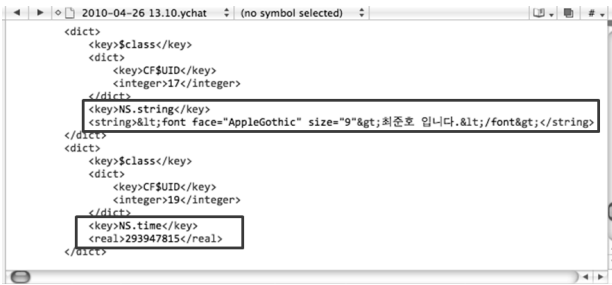 2010-04-26 13.10.ychat
(no symbol selected)
#
<dict>
<key>$class</key>
<dict>
<key>CF$UID</key>
<integer>17</integer>
</dict>
<key>NS.string</key>
<string>&lt;font face="AppleGothic" size="9"&gt;최준호 입니다.&lt;/font&gt;</string>
</dict>
<dict>
<key>$class</key>
<dict>
<key>CF$UID</key>
<integer>19</integer>
</dict>
<key>NS.time</key>
<real>293947815</real>
</dict>